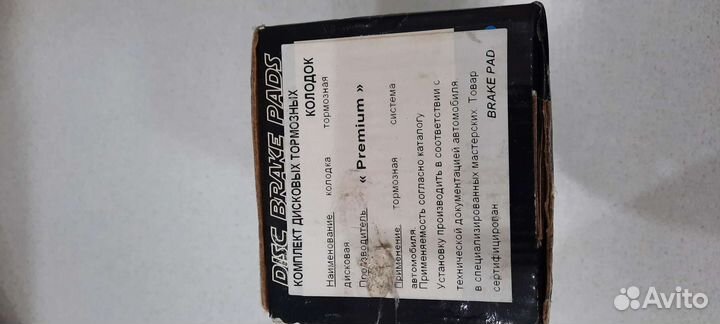 DISC BRAKE PADS
КОМПЛЕКТ ДИСКОВЫХ ТОРМОЗНЫХ
КОЛОДОК
Наименование колодка тормозная
дисковая
Производитель « Premium »
Применение тормозная система
автомобиля.
Применяемость согласно каталогу
Установку производить в соответствии с
технической документацией автомобиля
в специализированных мастерских Товар
сертифицирован
BRAKE PAD
Avito